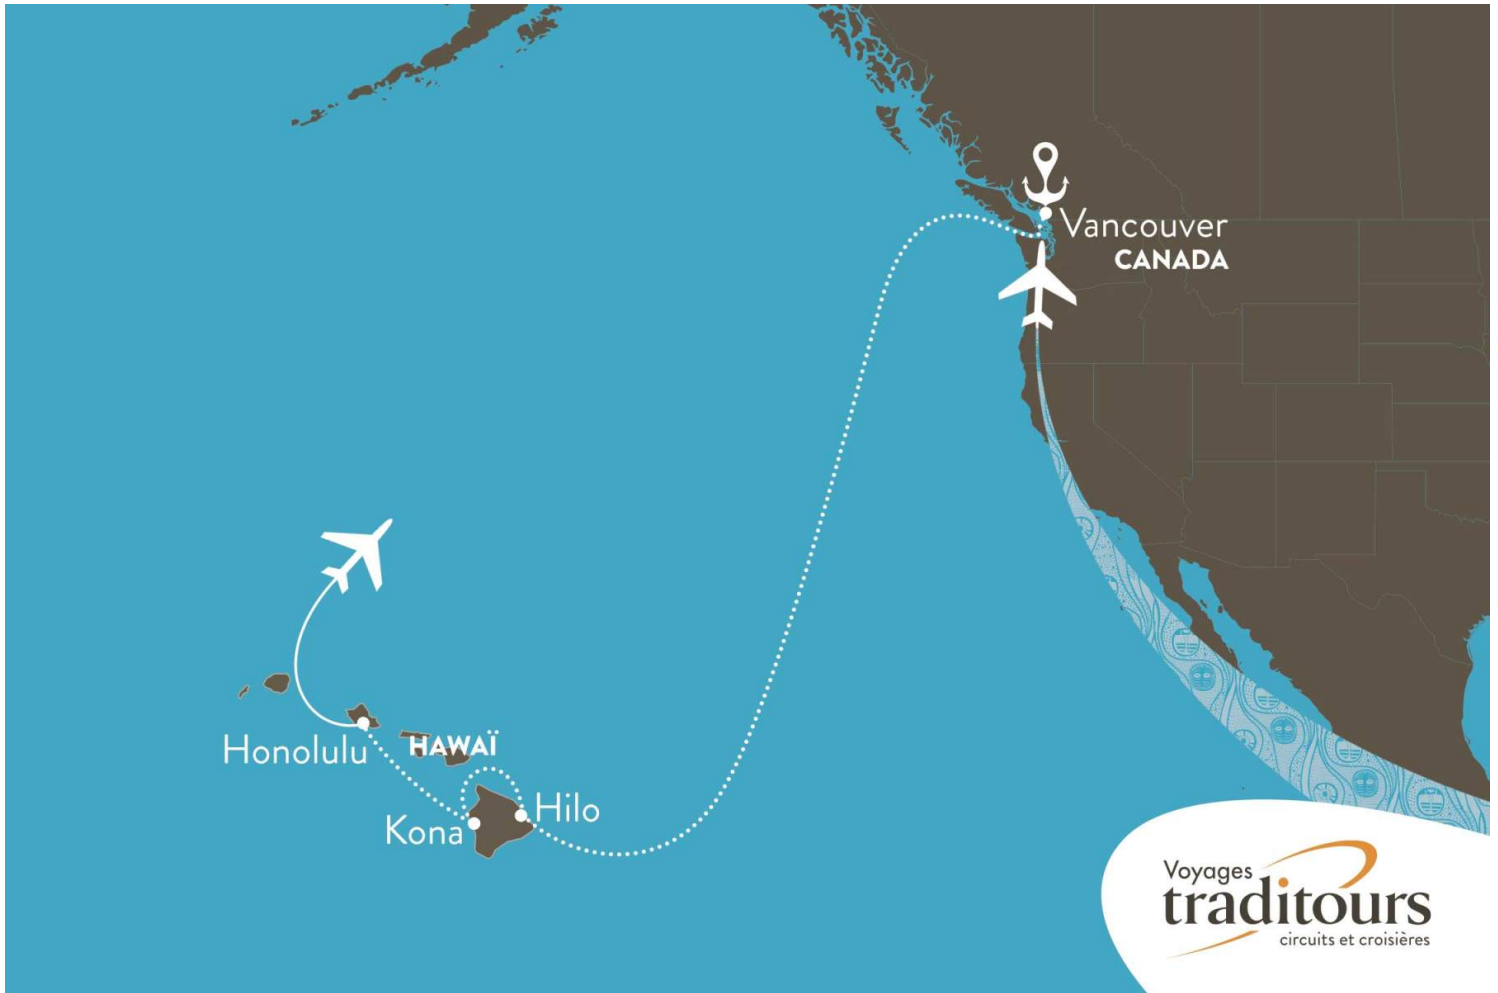 Vancouver
CANADA
Honolulu
HAWAÏ
Hilo
Kona
Voyages
traditours
circuits et croisières